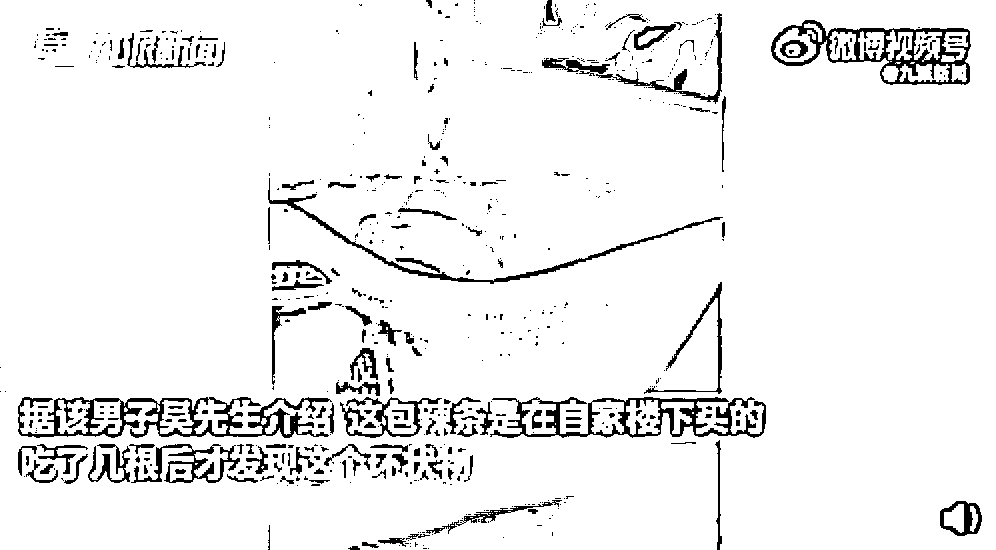 九派新闻
微博视频号
@九派新闻
据该男子吴先生介绍 这包辣条是在自家楼下买的
吃了几根后才发现这个环状物